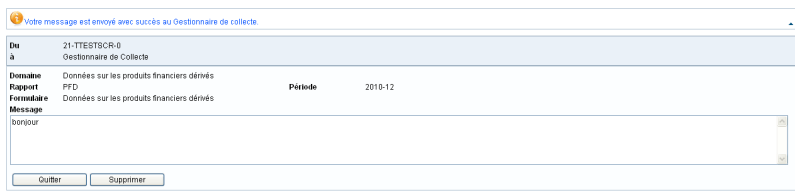 Votre message est envoyé avec succès au Gestionnaire de collecte.
Du 21-TTESTSCR-0
à Gestionnaire de Collecte
Domaine Données sur les produits financiers dérivés
Rapport PFD Période 2010-12
Formulaire Données sur les produits financiers dérivés
Message
bonjour
Quitter Supprimer